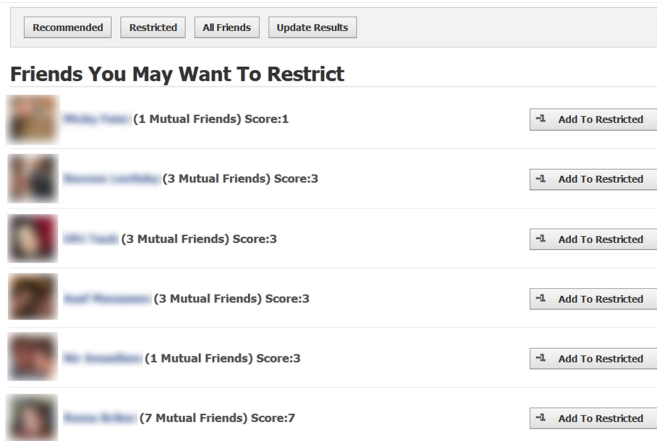 Recommended Restricted All Friends Update Results
Friends You May Want To Restrict
(1 Mutual Friends) Score:1 Add To Restricted
(3 Mutual Friends) Score:3 Add To Restricted
(3 Mutual Friends) Score:3 Add To Restricted
(3 Mutual Friends) Score:3 Add To Restricted
(1 Mutual Friends) Score:3 Add To Restricted
(7 Mutual Friends) Score:7 Add To Restricted